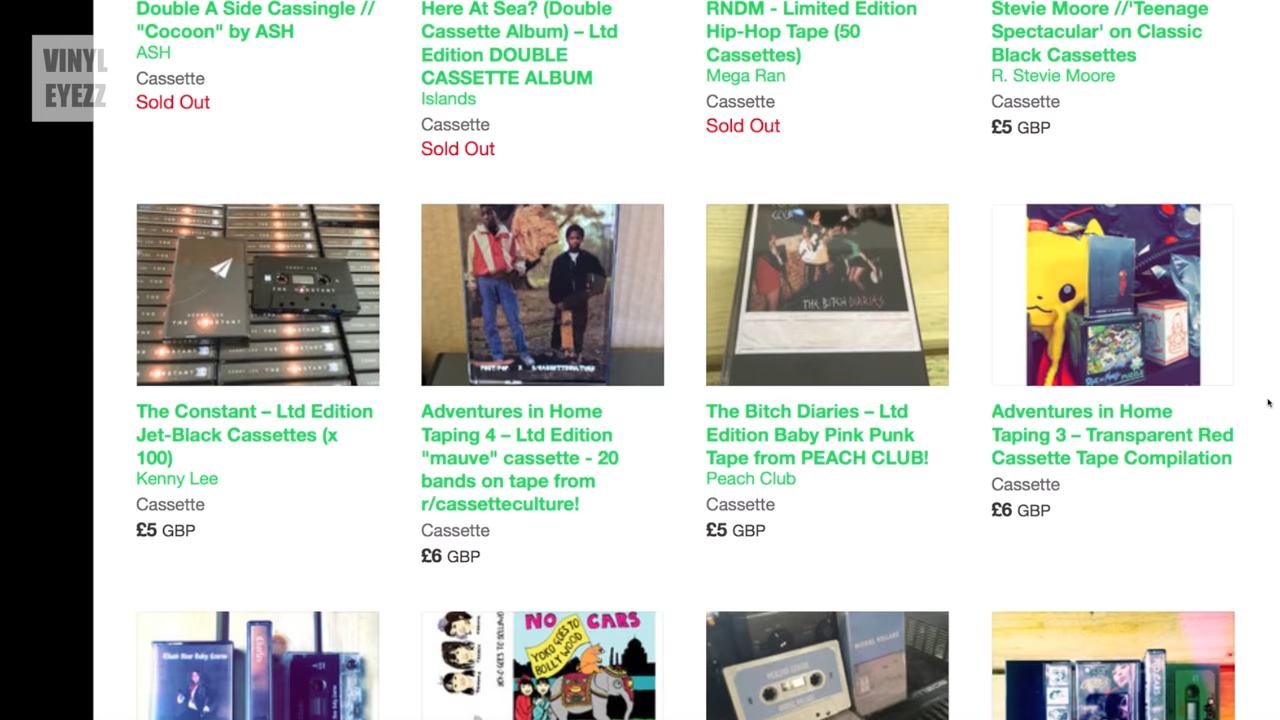 VINYL
EYEZZ
Double A Side Cassingle //
"Cocoon" by ASH
ASH
Cassette
Sold Out
Here At Sea? (Double
Cassette Album) – Ltd
Edition DOUBLE
CASSETTE ALBUM
Islands
Cassette
Sold Out
RNDM - Limited Edition
Hip-Hop Tape (50
Cassettes)
Mega Ran
Cassette
Sold Out
Stevie Moore //'Teenage
Spectacular' on Classic
Black Cassettes
R. Stevie Moore
Cassette
£5 GBP
KENNY LEE
THE CONSTANT
THE BITCH DIARIES
The Constant – Ltd Edition
Jet-Black Cassettes (x
100)
Kenny Lee
Cassette
£5 GBP
Adventures in Home
Taping 4 – Ltd Edition
"mauve" cassette - 20
bands on tape from
r/cassetteculture!
Cassette
£6 GBP
The Bitch Diaries – Ltd
Edition Baby Pink Punk
Tape from PEACH CLUB!
Peach Club
Cassette
£5 GBP
Adventures in Home
Taping 3 – Transparent Red
Cassette Tape Compilation
Cassette
£6 GBP
NO CARS
YOKO GOES TO
BOLLYWOOD